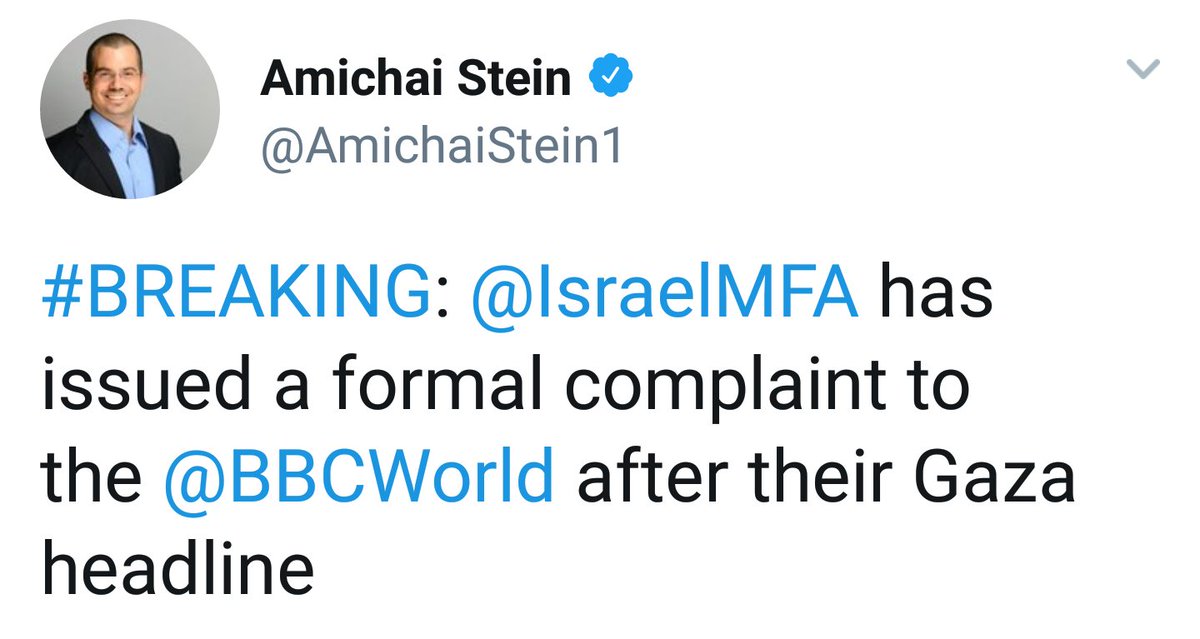 Amichai Stein
@AmichaiStein1
#BREAKING: @IsraelMFA has
issued a formal complaint to
the @BBCWorld after their Gaza
headline